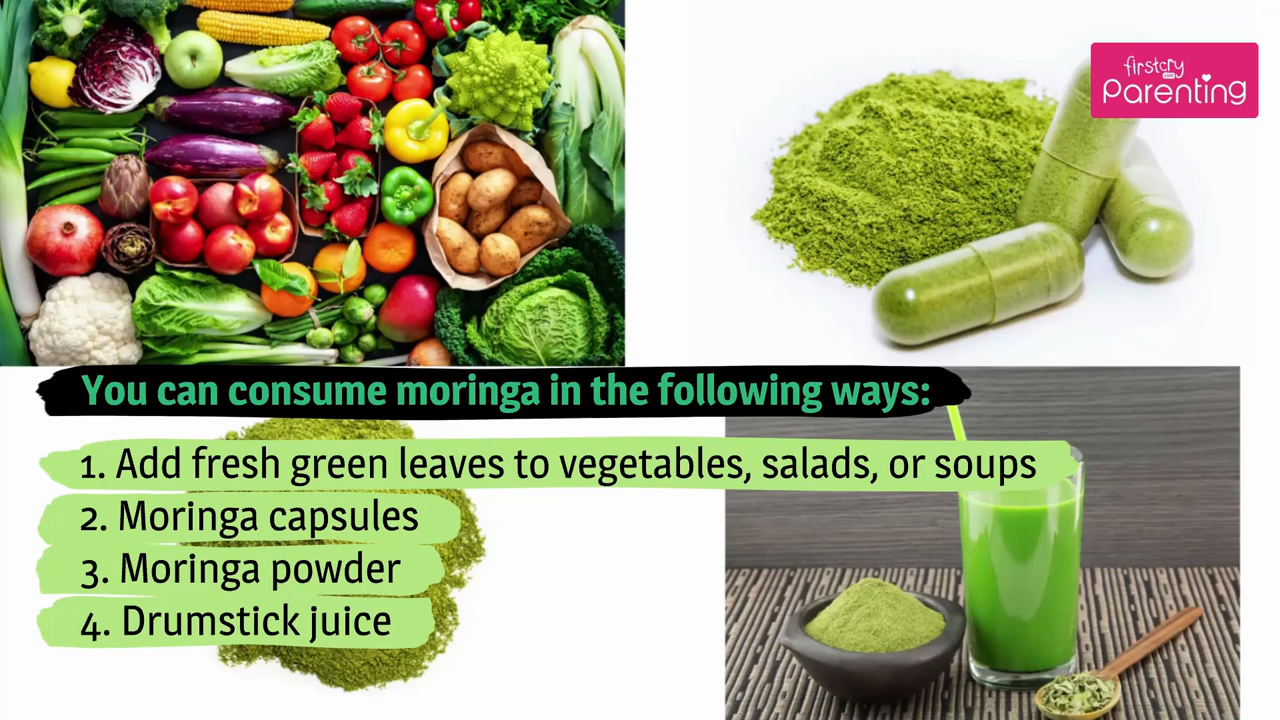 firstcry
.com
Parenting
You can consume moringa in the following ways:
1. Add fresh green leaves to vegetables, salads, or soups
2. Moringa capsules
3. Moringa powder
4. Drumstick juice